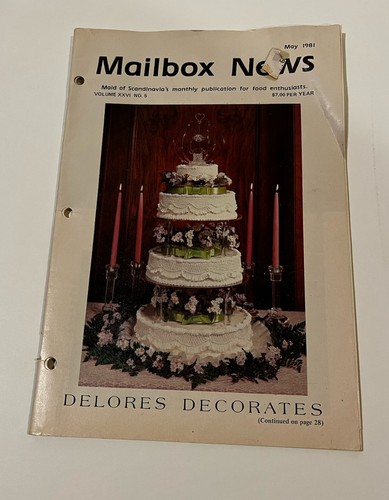 May 1981
Mailbox News
Maid of Scandinavia's monthly publication for food enthusiasts.
VOLUME XXVI NO. 5 $7.00 PER YEAR
DELORES DECORATES
(Continued on page 28)